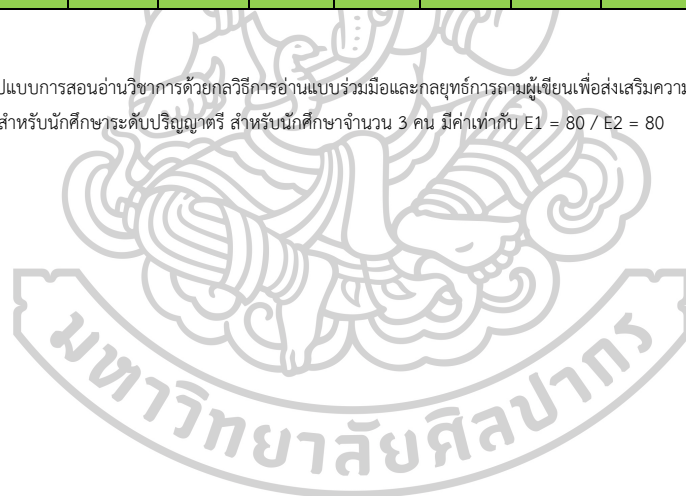 ปแบบการสอนอ่านวิชาการด้วยกลวิธีการอ่านแบบร่วมมือและกลยุทธ์การถามผู้เขียนเพื่อส่งเสริมความ
สำหรับนักศึกษาระดับปริญญาตรี สำหรับนักศึกษาจำนวน 3 คน มีค่าเท่ากับ E1 = 80 / E2 = 80
มหาวิทยาลัยศิลปากร